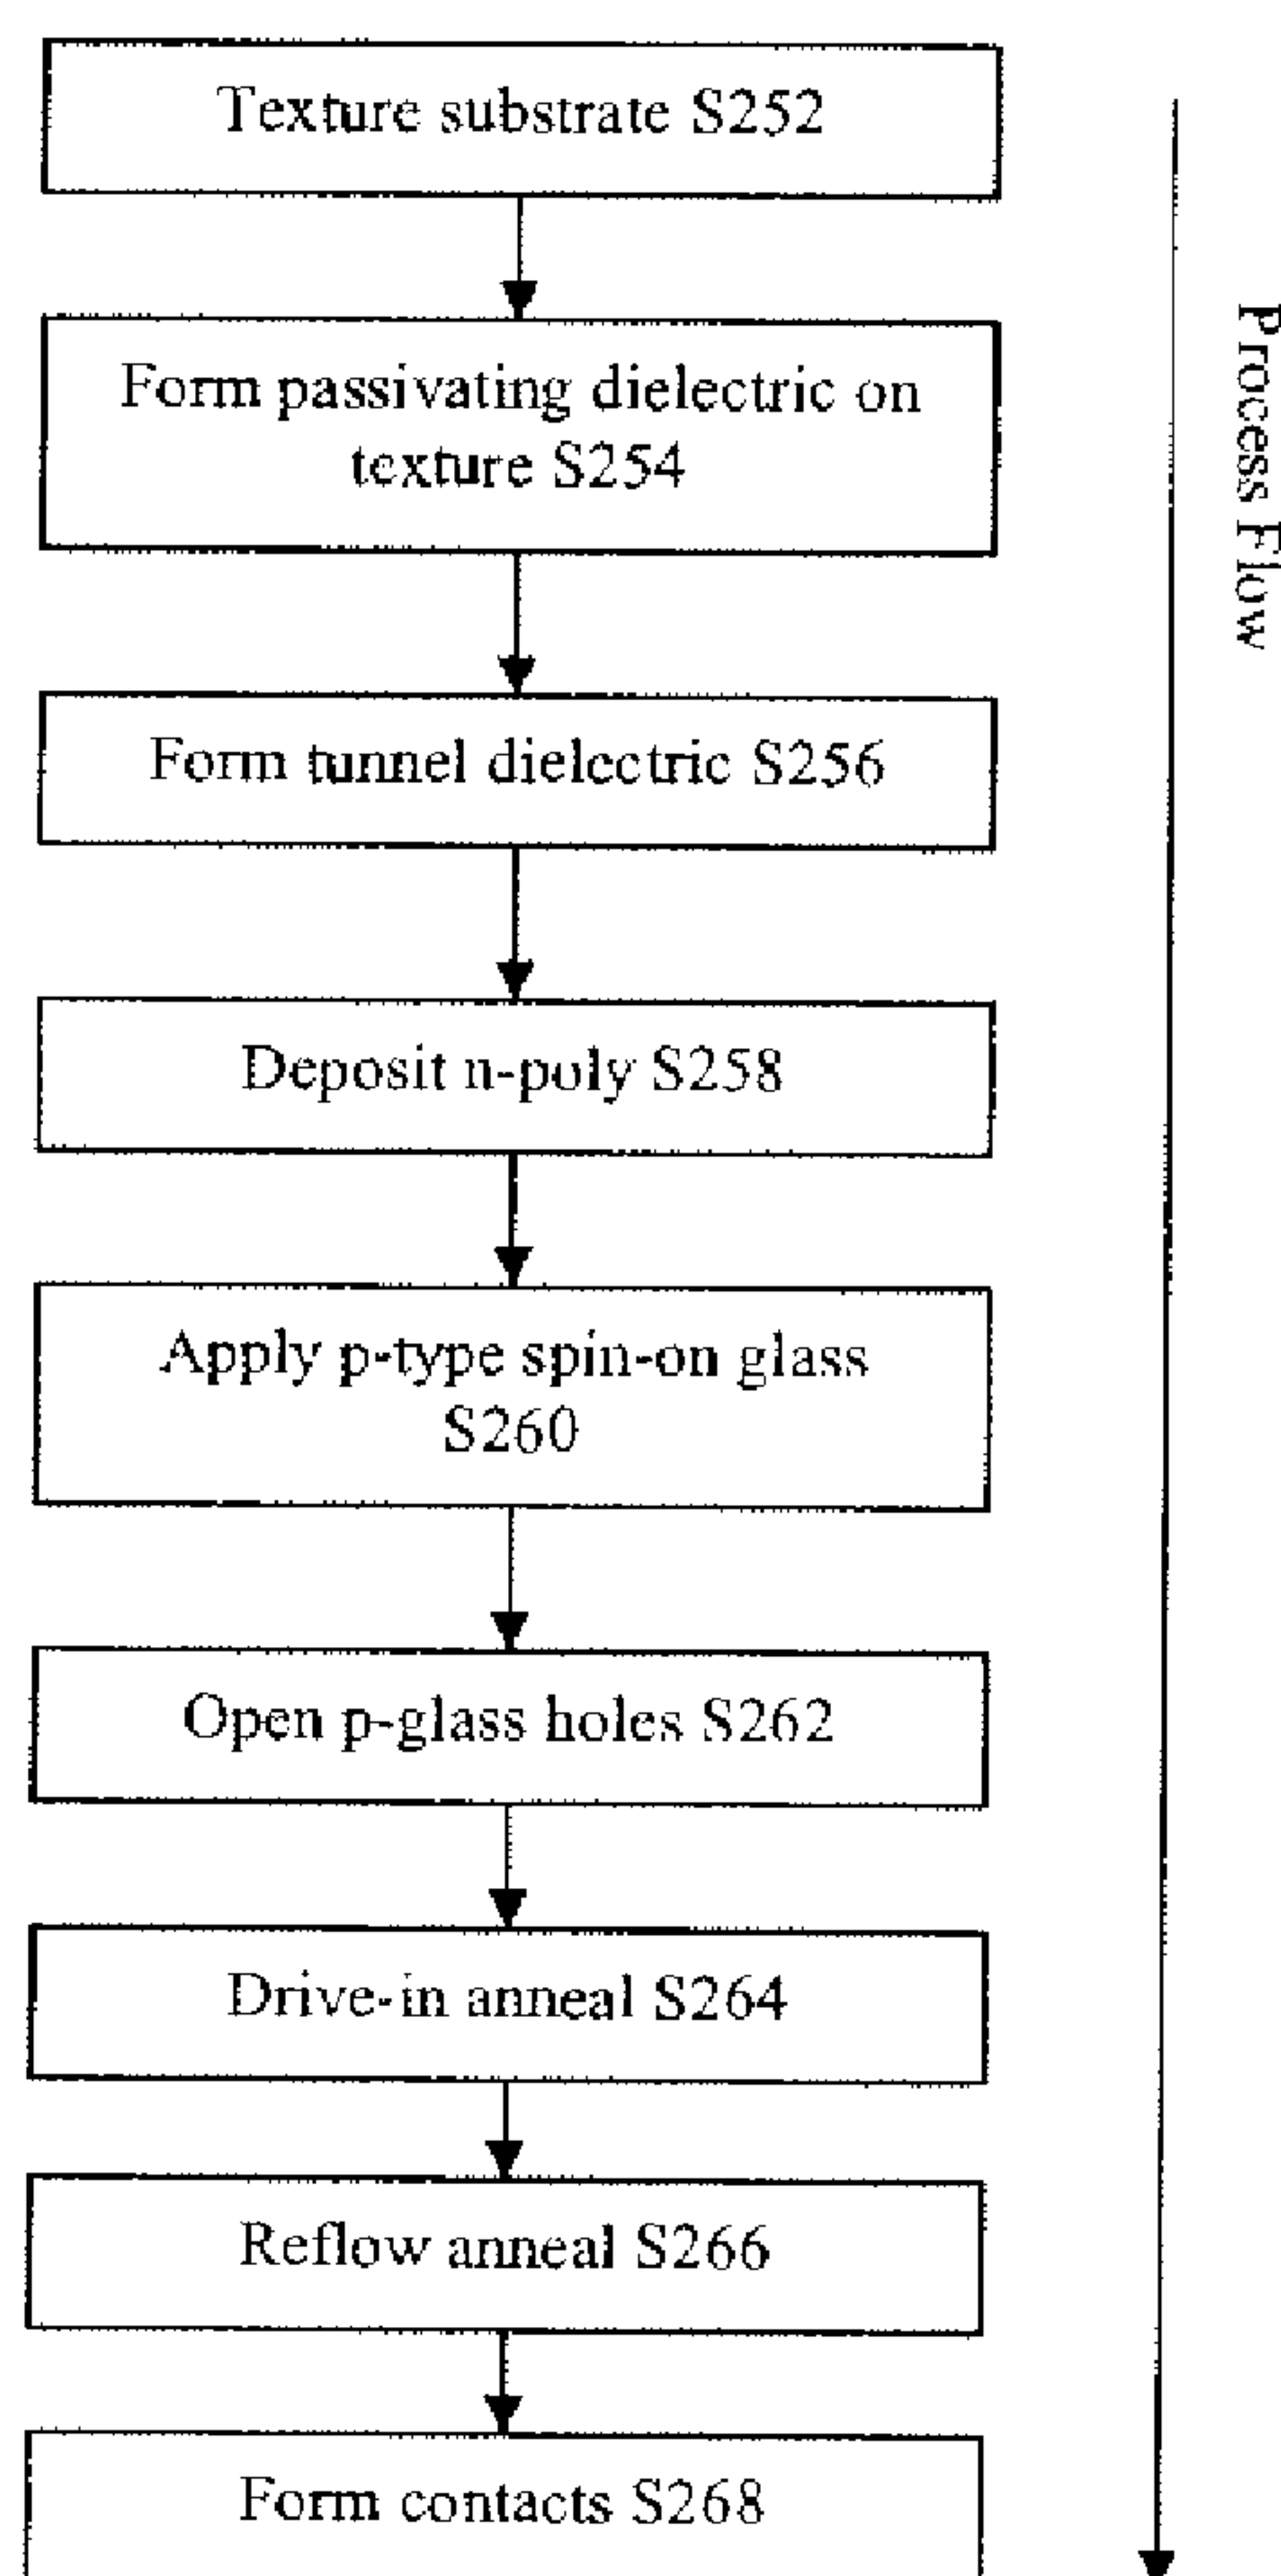 Texture substrate S252
Form passivating dielectric on
texture S254
Form tunnel dielectric S256
Deposit n-poly S258
Apply p-type spin-on glass
S260
Open p-glass holes S262
Drive-in anneal S264
Reflow anneal S266
Form contacts S268
Process Flow